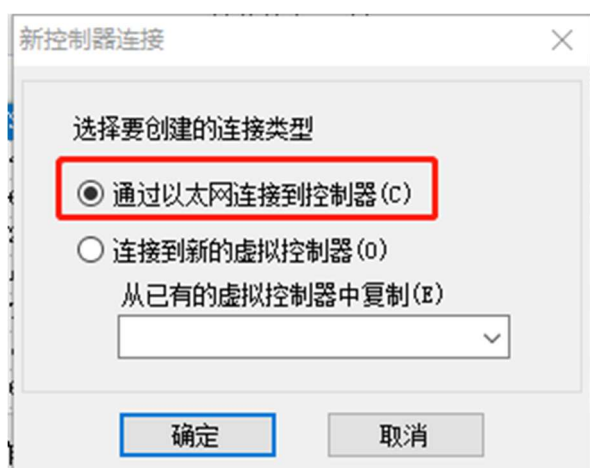 新控制器连接
选择要创建的连接类型
通过以太网连接到控制器(C)
连接到新的虚拟控制器(O)
从已有的虚拟控制器中复制(E)
确定
取消